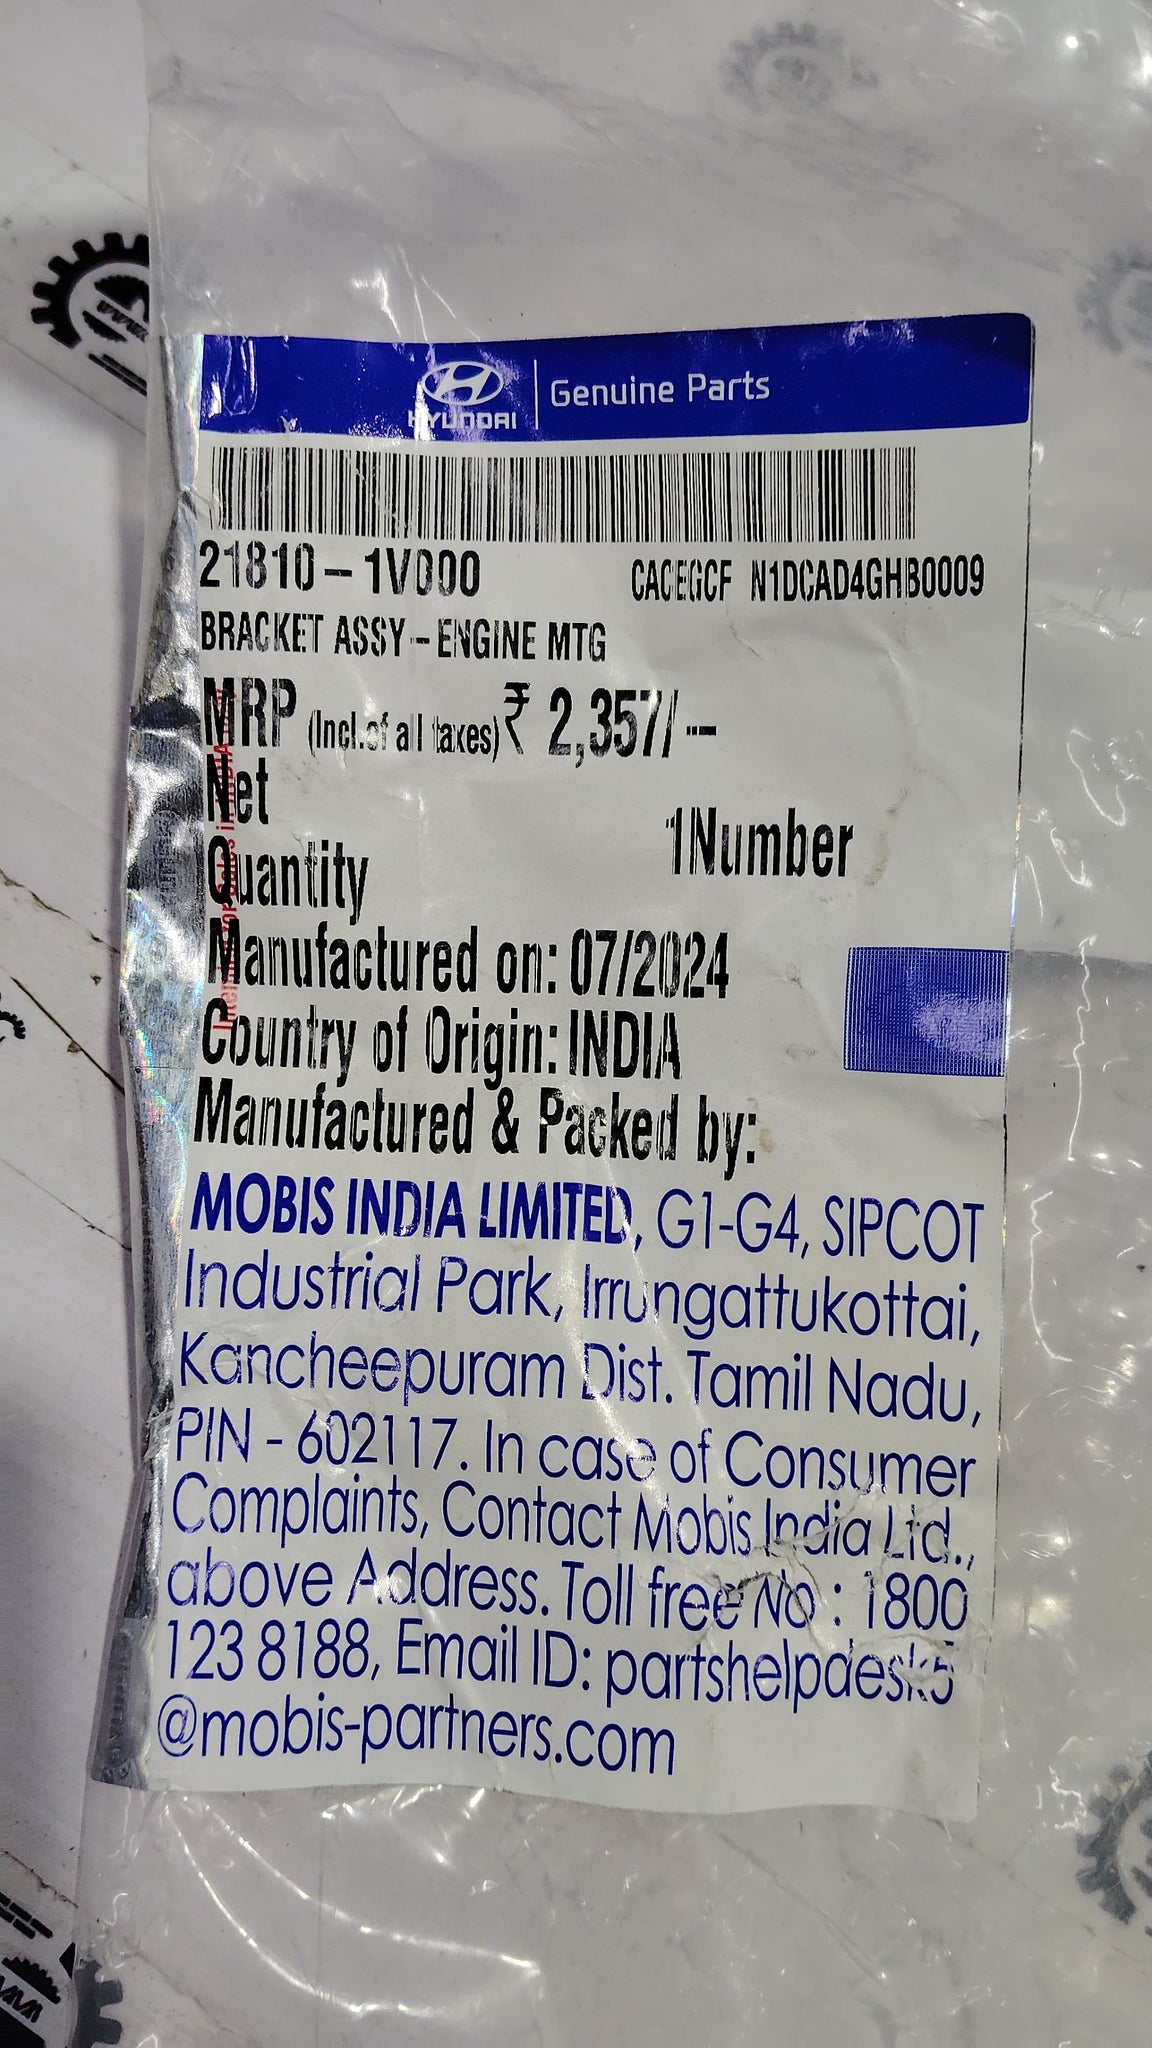 HYUNDAI
Genuine Parts
21810-1V000
CACEGCF N1DCAD4GHB0009
BRACKET ASSY-ENGINE MTG
MRP (Incl.of all taxes) ₹ 2,357/-
Net
Quantity
1Number
Manufactured on: 07/2024
Country of Origin: INDIA
Manufactured & Packed by:
MOBIS INDIA LIMITED, G1-G4, SIPCOT
Industrial Park, Irrungattukottai,
Kancheepuram Dist. Tamil Nadu,
PIN - 602117. In case of Consumer
Complaints, Contact Mobis India Ltd.,
above Address. Toll free No : 1800
123 8188, Email ID: partshelpdesk5
@mobis-partners.com